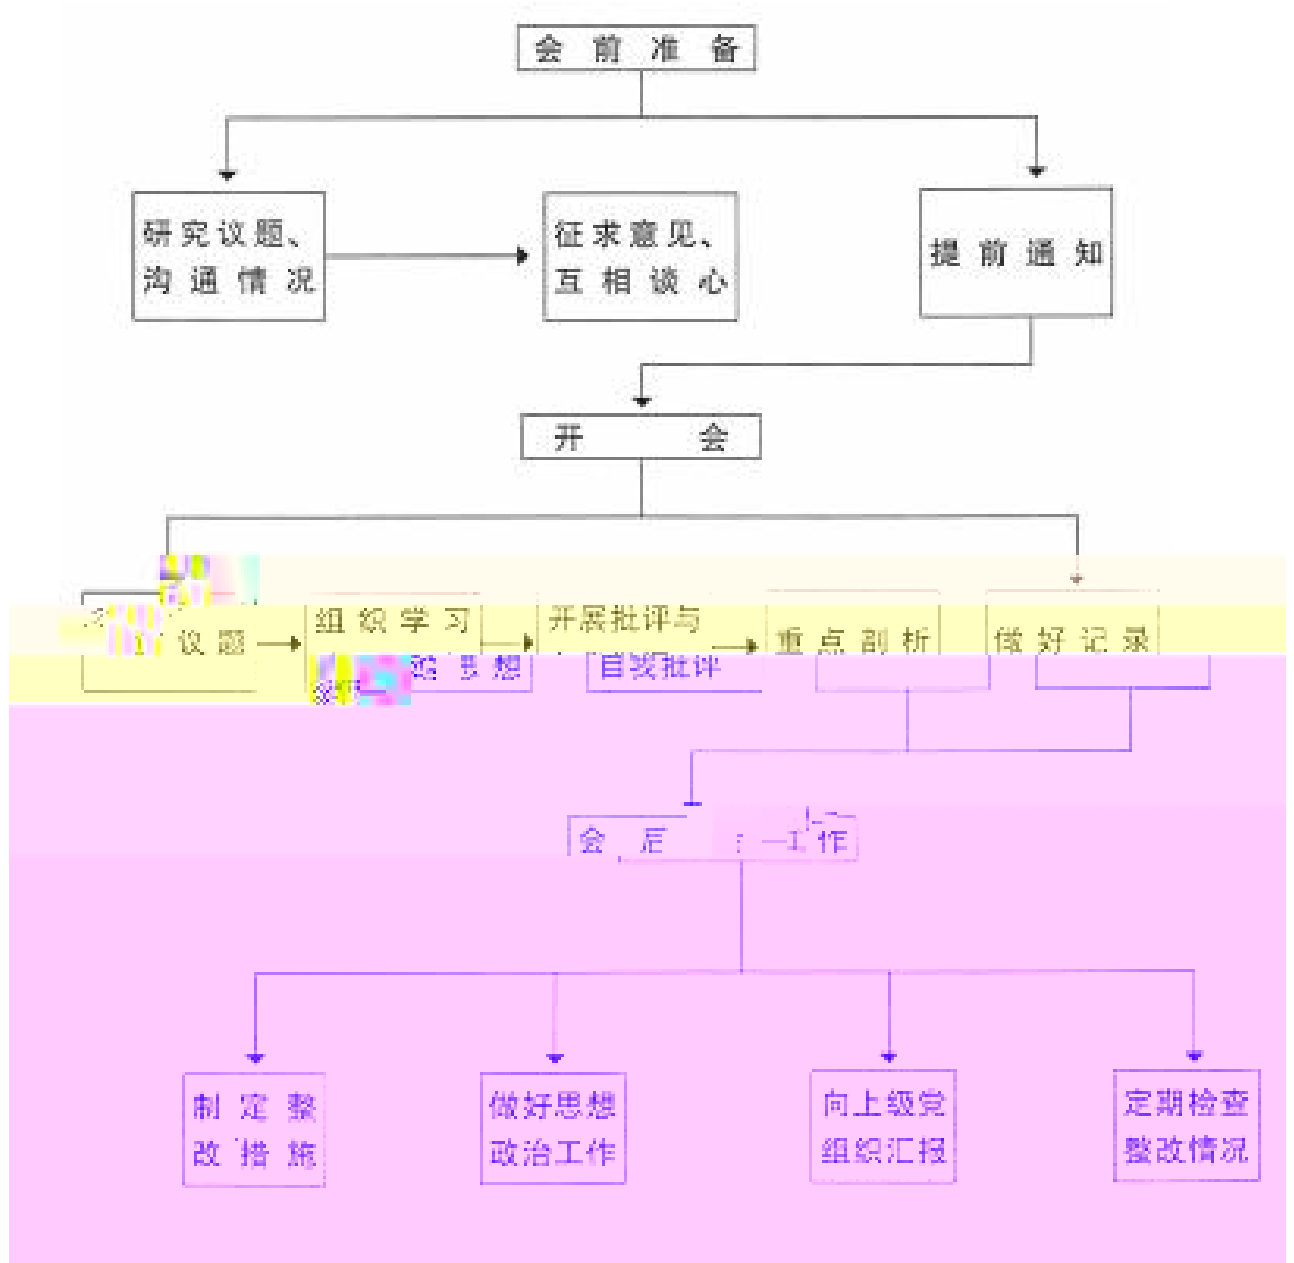 会前准备
研究议题、
沟通情况
征求意见、
互相谈心
提前通知
开会
议题
组织学习
思想
开展批评与
自我批评
重点剖析
做好记录
会后
工作
制定整
改措施
做好思想
政治工作
向上级党
组织汇报
定期检查
整改情况